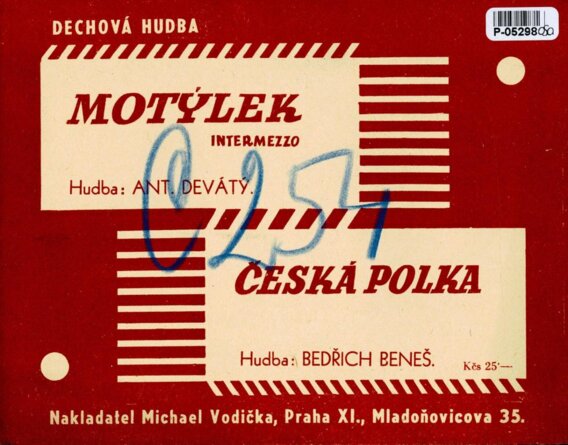 DECHOVÁ HUDBA
P-05298
MOTÝLEK
INTERMEZZO
Hudba: ANT. DEVÁTÝ.
C 254
ČESKÁ POLKA
Hudba: BEDŘICH BENEŠ.
Kčs 25'—
Nakladatel Michael Vodička, Praha XI., Mladoňovicova 35.